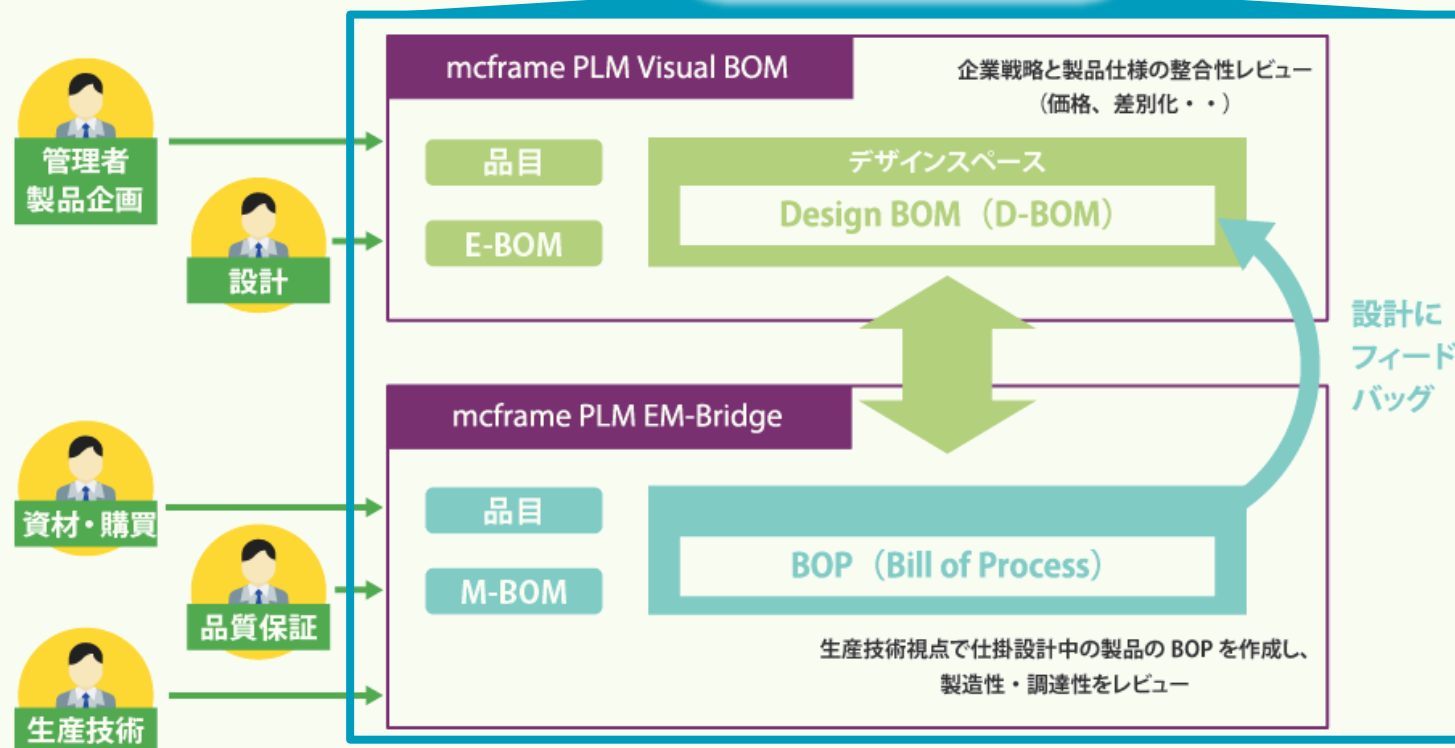 mcframe PLM Visual BOM
企業戦略と製品仕様の整合性レビュー
（価格、差別化・・）
管理者
製品企画
品目
デザインスペース
Design BOM（D-BOM）
E-BOM
設計
設計に
フィード
バッグ
mcframe PLM EM-Bridge
資材・購買
品目
BOP（Bill of Process）
M-BOM
品質保証
生産技術視点で仕掛設計中の製品の BOP を作成し、
製造性・調達性をレビュー
生産技術